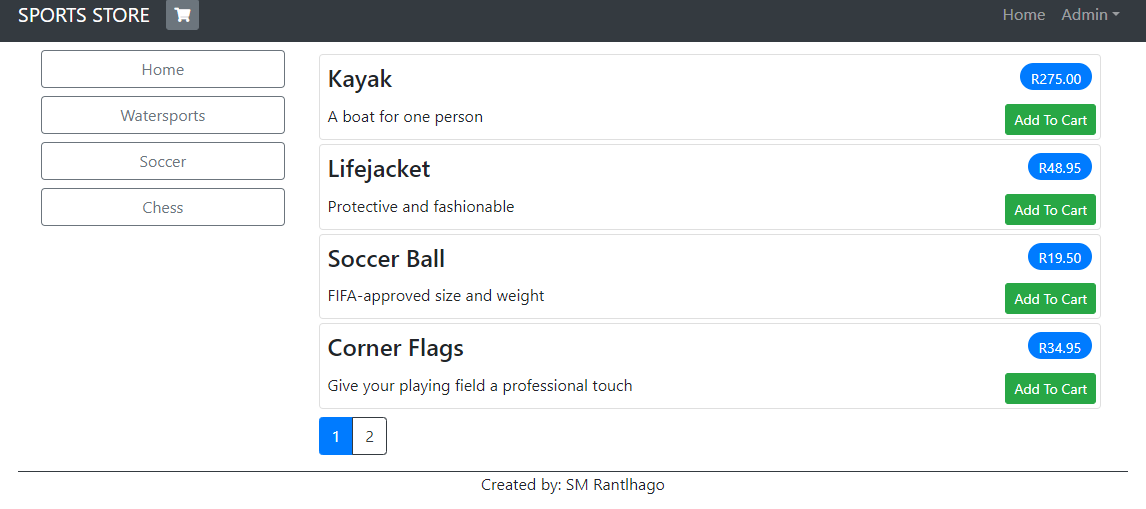 SPORTS STORE
Home Admin
Home
Watersports
Soccer
Chess
Kayak
R275.00
A boat for one person
Add To Cart
Lifejacket
R48.95
Protective and fashionable
Add To Cart
Soccer Ball
R19.50
FIFA-approved size and weight
Add To Cart
Corner Flags
R34.95
Give your playing field a professional touch
Add To Cart
1 2
Created by: SM Rantlhago